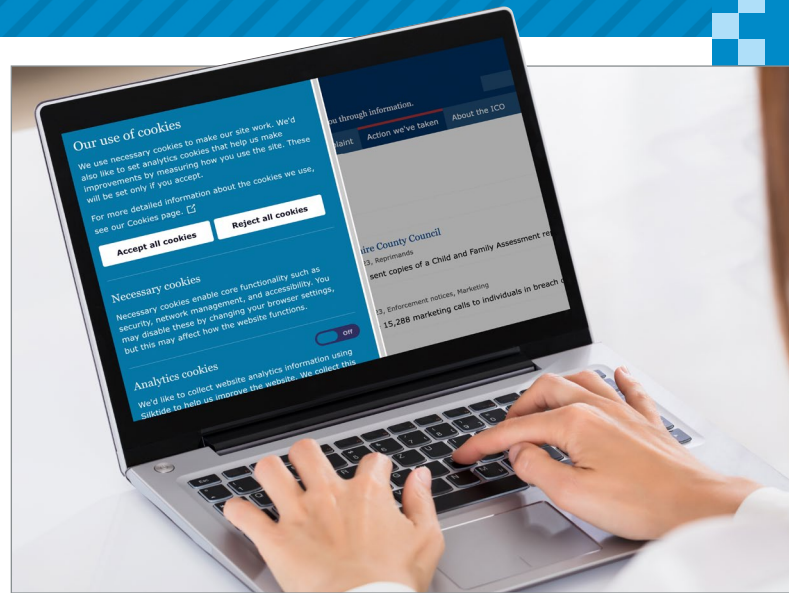 Our use of cookies
We use necessary cookies to make our site work. We'd
also like to set analytics cookies that help us make
improvements by measuring how you use the site. These
will be set only if you accept.
For more detailed information about the cookies we use,
see our Cookies page.
Accept all cookies
Reject all cookies
Necessary cookies
Necessary cookies enable core functionality such as
security, network management, and accessibility. You
may disable these by changing your browser settings,
but this may affect how the website functions.
Analytics cookies
Off
We'd like to collect website analytics information using
Silktide to help us improve the website. We collect this
through information.
Action we've taken
About the ICO
County Council
Reprimands
sent copies of a Child and Family Assessment
Enforcement notices, Marketing
15,288 marketing calls to individuals in breach